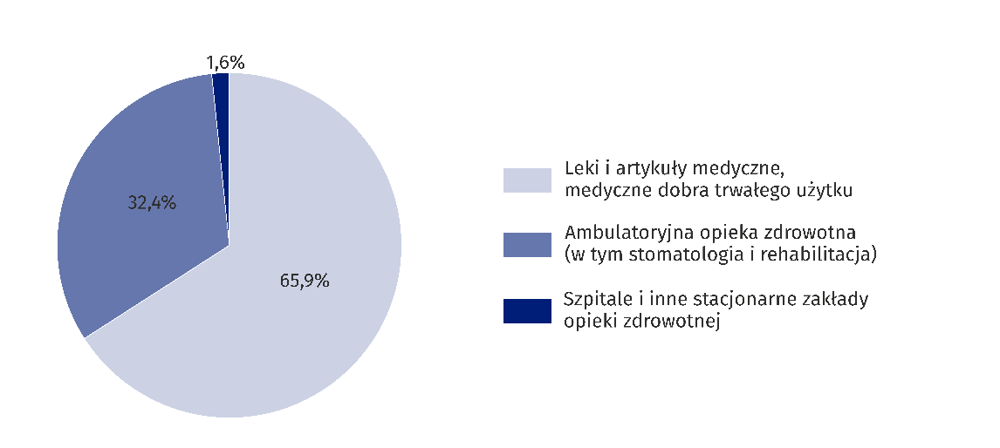 1,6%
32,4%
65,9%
Leki i artykuły medyczne,
medyczne dobra trwałego użytku
Ambulatoryjna opieka zdrowotna
(w tym stomatologia i rehabilitacja)
Szpitale i inne stacjonarne zakłady
opieki zdrowotnej